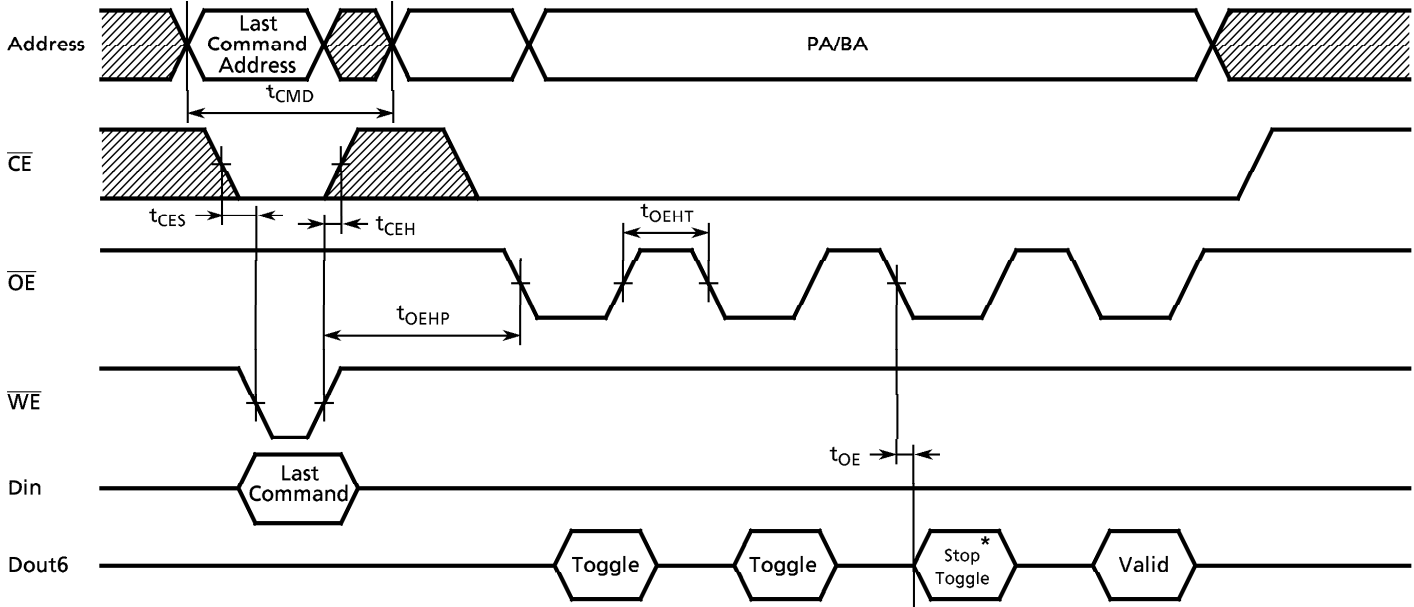 Address
Last
Command
Address
PA/BA
tCMD
CE
tCES
tCEH
tOEHT
OE
tOEHP
WE
tOE
Din
Last
Command
Dout6
Toggle
Toggle
Stop *
Toggle
Valid